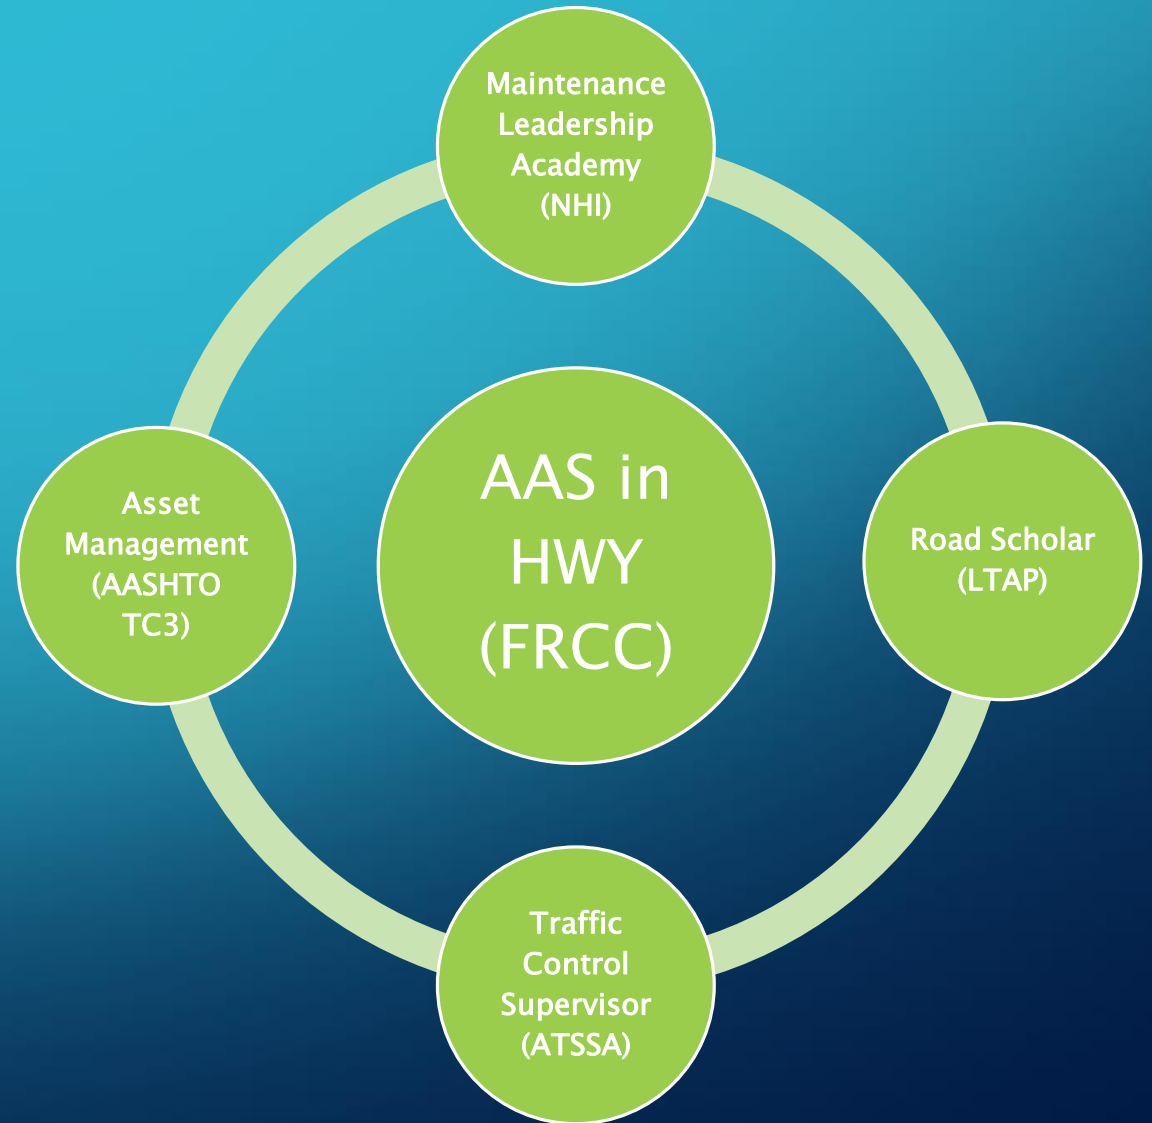 Maintenance
Leadership
Academy
(NHI)
Asset
Management
(AASHTO
TC3)
AAS in
HWY
(FRCC)
Road Scholar
(LTAP)
Traffic
Control
Supervisor
(ATSSA)